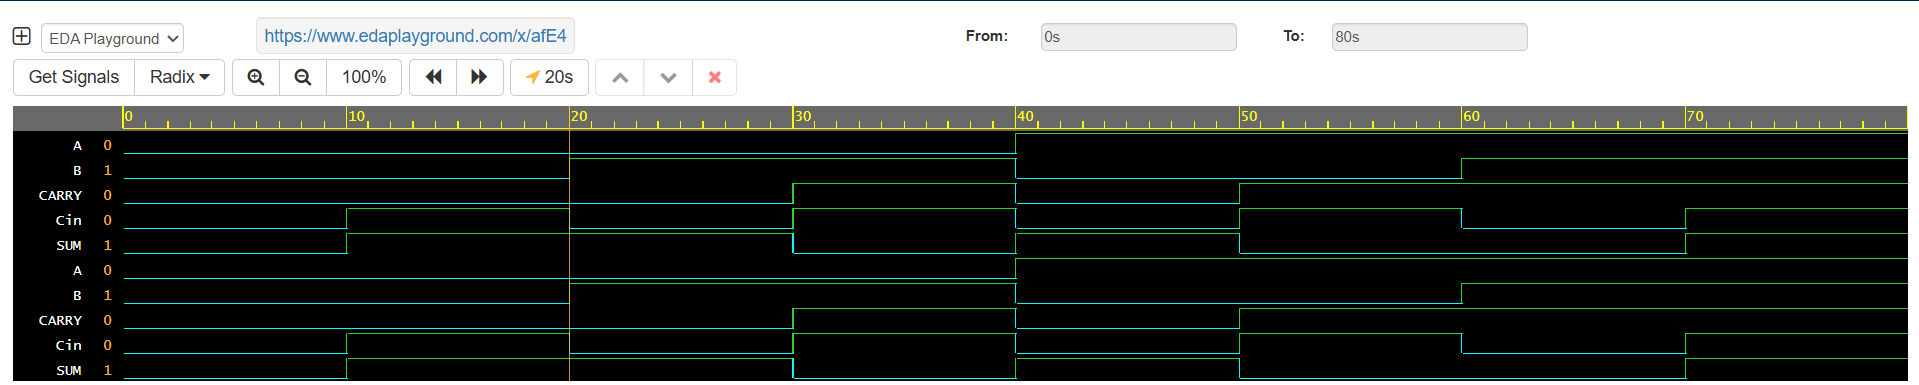 EDA Playground https://www.edaplayground.com/x/afE4 From: 0s To: 80s
Get Signals Radix 100% 20s
0 10 20 30 40 50 60 70
A 0
B 1
CARRY 0
Cin 0
SUM 1
A 0
B 1
CARRY 0
Cin 0
SUM 1